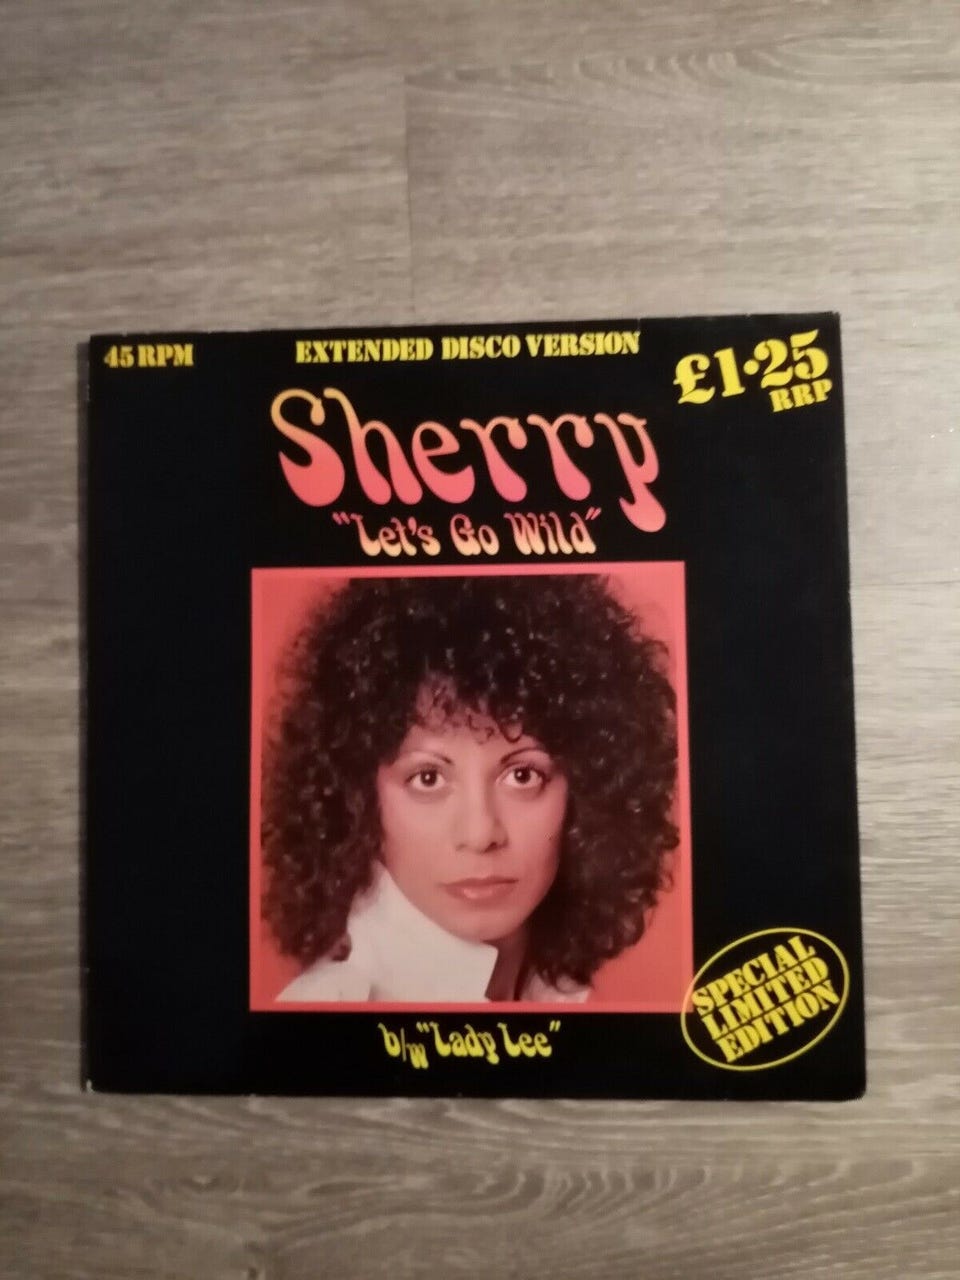 45 RPM
EXTENDED DISCO VERSION
£1·25
RRP
Sherry
"Let's Go Wild"
SPECIAL
LIMITED
EDITION
b/w "Lady Lee"